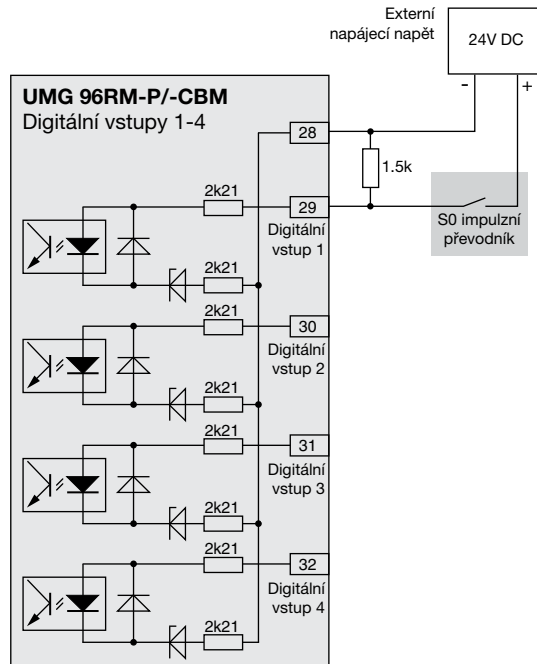 Externí
napájecí napět
24V DC
- +
UMG 96RM-P/-CBM
Digitální vstupy 1-4
28
1.5k
2k21
29
Digitální
vstup 1
S0 impulzní
převodník
2k21
2k21
30
Digitální
vstup 2
2k21
2k21
31
Digitální
vstup 3
2k21
2k21
32
Digitální
vstup 4
2k21